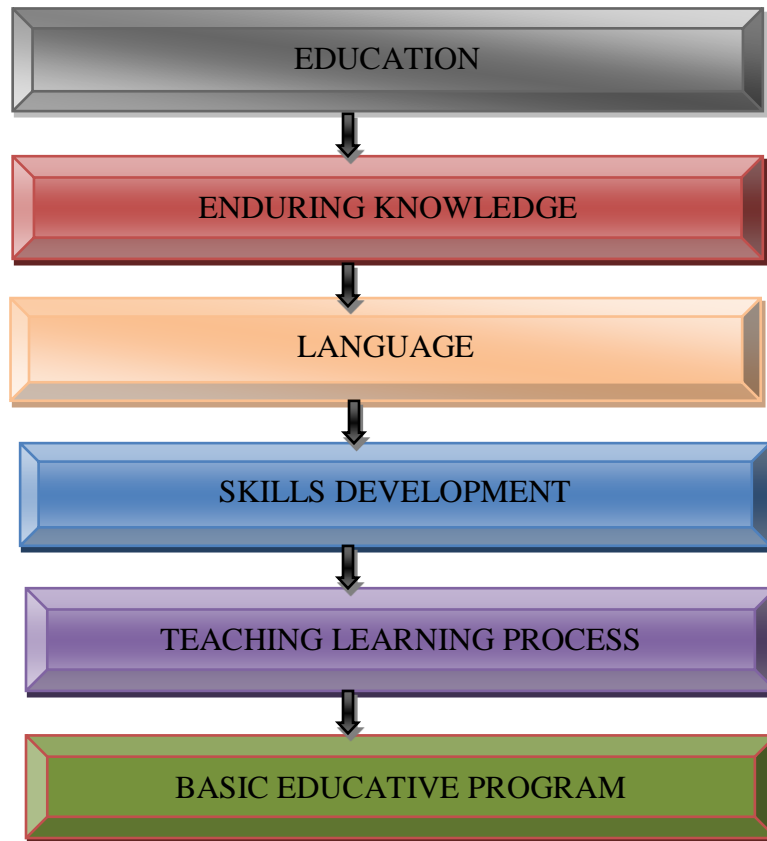 EDUCATION
ENDURING KNOWLEDGE
LANGUAGE
SKILLS DEVELOPMENT
TEACHING LEARNING PROCESS
BASIC EDUCATIVE PROGRAM